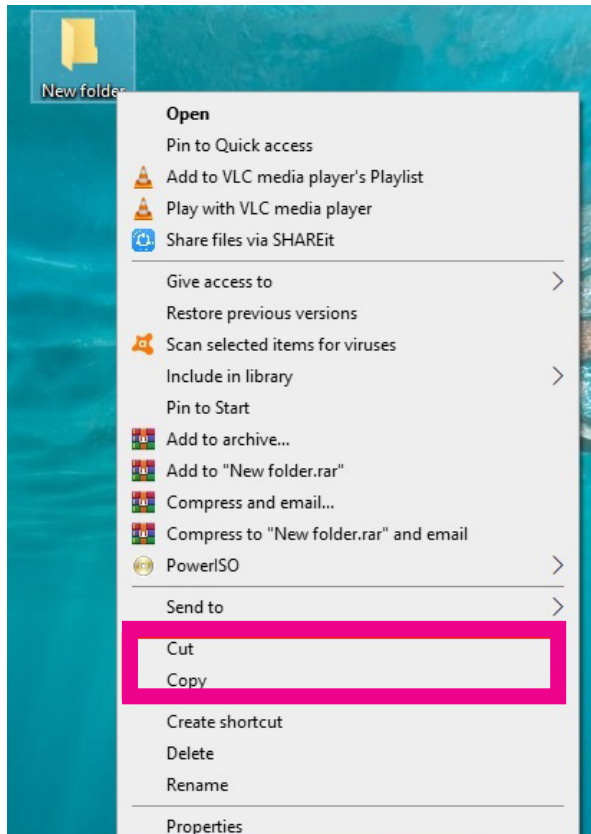 New folder
Open
Pin to Quick access
Add to VLC media player's Playlist
Play with VLC media player
Share files via SHAREit
Give access to
Restore previous versions
Scan selected items for viruses
Include in library
Pin to Start
Add to archive...
Add to "New folder.rar"
Compress and email...
Compress to "New folder.rar" and email
PowerISO
Send to
Cut
Copy
Create shortcut
Delete
Rename
Properties